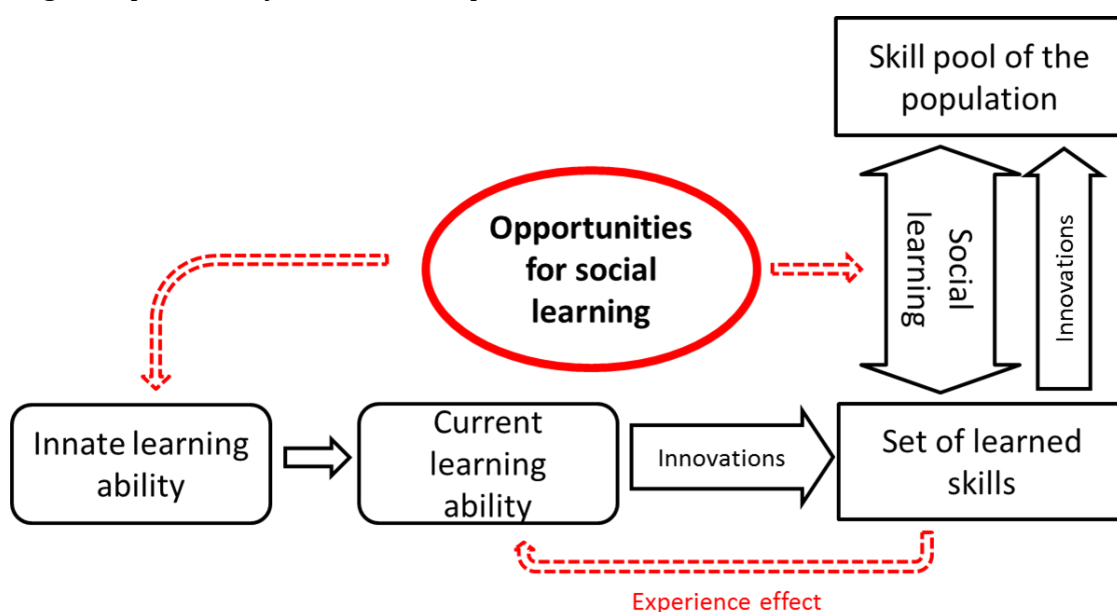 Skill pool of the
population
Opportunities
for social
learning
Social
learning
Innovations
Innate learning
ability
Current
learning
ability
Innovations
Set of learned
skills
Experience effect